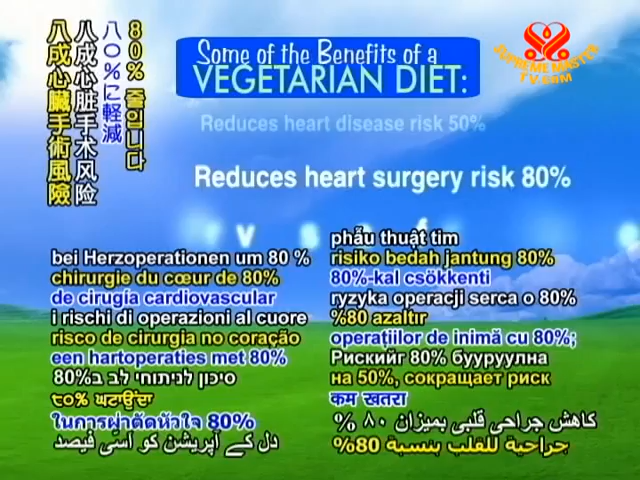 Some of the Benefits of a
VEGETARIAN DIET:
SUPREME MASTER
TV.COM
Reduces heart disease risk 50%
Reduces heart surgery risk 80%
八成心臟手術風險
八成心脏手术风险
八〇%に軽減
80% 줄입니다
bei Herzoperationen um 80 %
chirurgie du cœur de 80%
de cirugía cardiovascular
i rischi di operazioni al cuore
risco de cirurgia no coração
een hartoperaties met 80%
סיכון לניתוחי לב ב80%
੮੦% ਘਟਾਉਂਦਾ
ในการผ่าตัดหัวใจ 80%
دل کے آپریشن کو اسّی فیصد
phẫu thuật tim
risiko bedah jantung 80%
80%-kal csökkenti
ryzyka operacji serca o 80%
%80 azaltır
operațiilor de inimă cu 80%;
Рискийг 80% бууруулна
на 50%, сокращает риск
कम खतरा
کاهش جراحی قلبی بمیزان ۸۰ %
جراحية للقلب بنسبة 80%